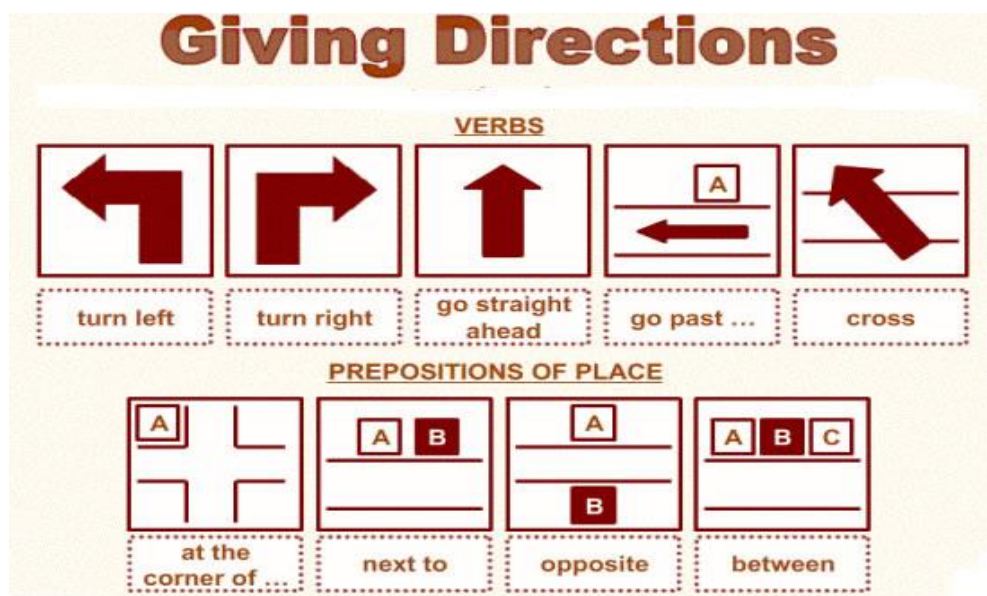 Giving Directions
VERBS
A
turn left
turn right
go straight
ahead
go past ...
cross
PREPOSITIONS OF PLACE
A
A B
A
B
A B C
at the
corner of ...
next to
opposite
between